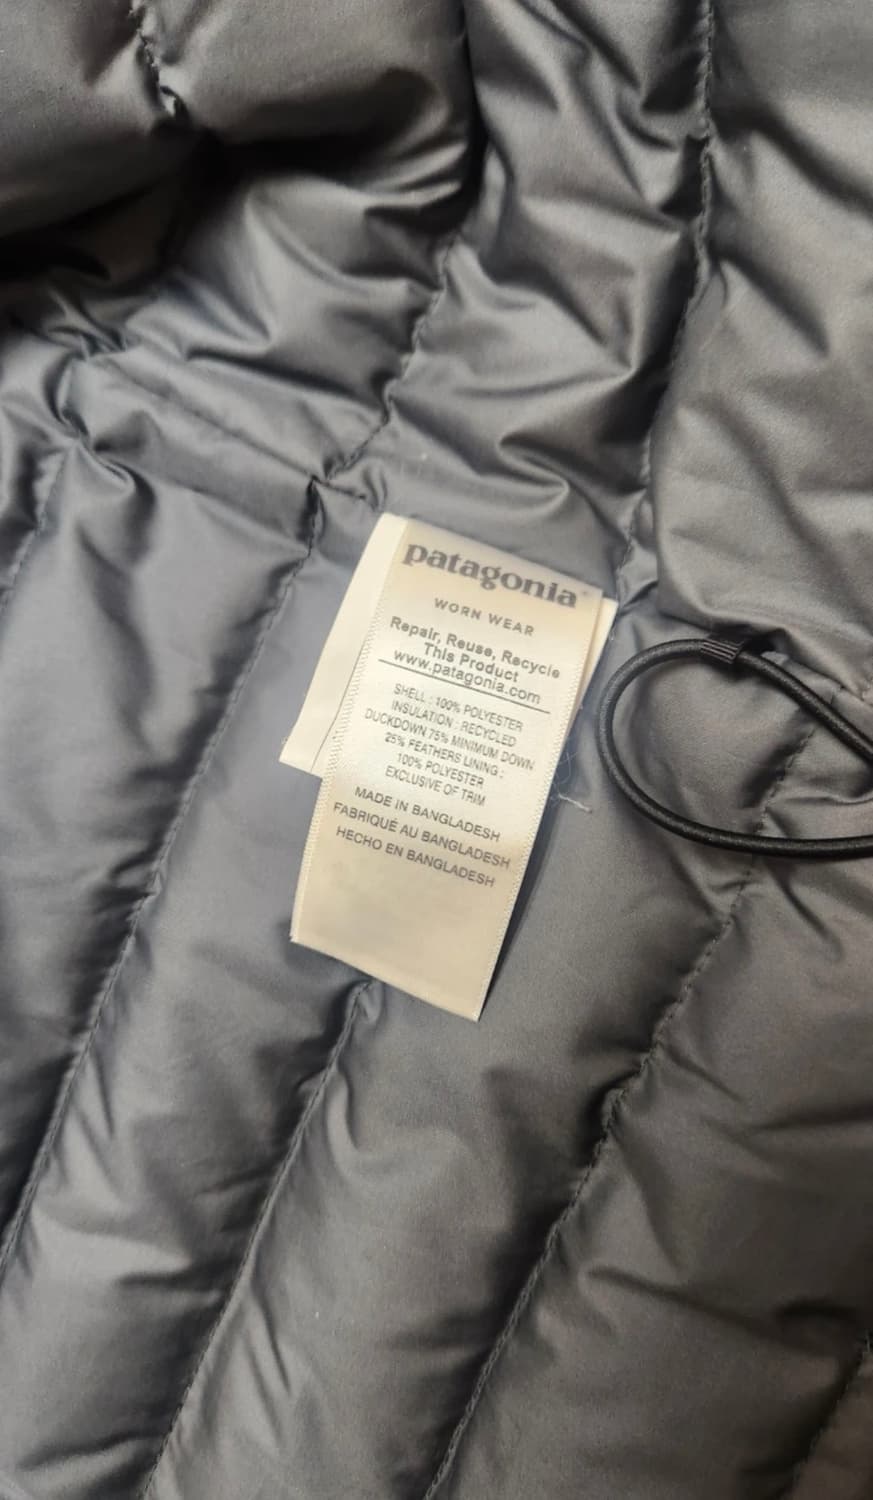 patagonia
WORN WEAR
Repair, Reuse, Recycle
This Product
www.patagonia.com
SHELL : 100% POLYESTER
INSULATION : RECYCLED
DUCKDOWN 75% MINIMUM DOWN
25% FEATHERS LINING :
100% POLYESTER
EXCLUSIVE OF TRIM
MADE IN BANGLADESH
FABRIQUÉ AU BANGLADESH
HECHO EN BANGLADESH